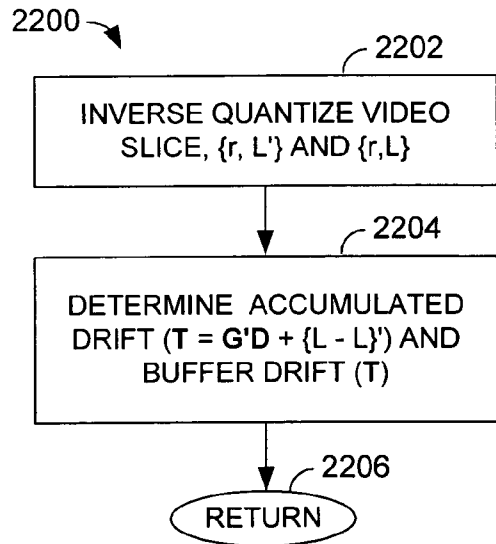 2200
2202
INVERSE QUANTIZE VIDEO
SLICE, {r, L'} AND {r,L}
2204
DETERMINE ACCUMULATED
DRIFT (T = G'D + {L - L}') AND
BUFFER DRIFT (T)
2206
RETURN